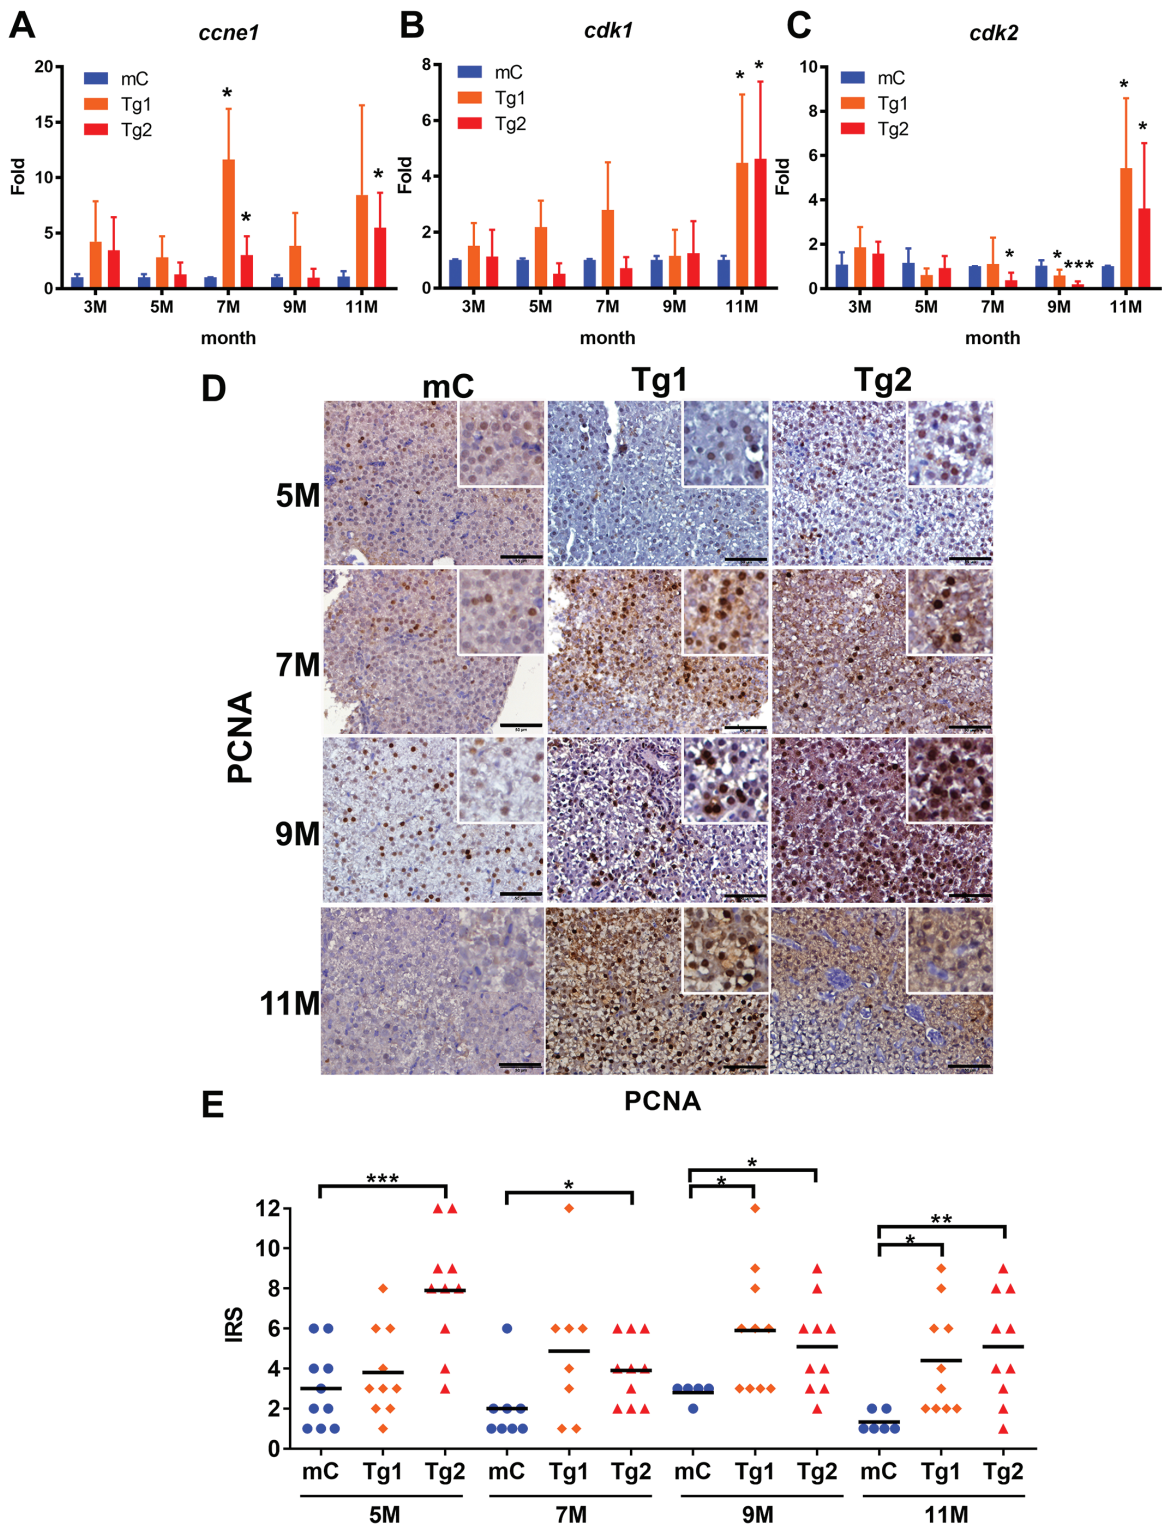 A
ccne1
20
15
10
5
0
Fold
mC
Tg1
Tg2
*
*
*
3M 5M 7M 9M 11M
month
B
cdk1
8
6
4
2
0
Fold
mC
Tg1
Tg2
* *
3M 5M 7M 9M 11M
month
C
cdk2
10
8
6
4
2
0
Fold
mC
Tg1
Tg2
*
*
***
*
*
3M 5M 7M 9M 11M
month
D
mC Tg1 Tg2
PCNA
5M
7M
9M
11M
E
PCNA
IRS
12
10
8
6
4
2
0
***
*
*
*
**
*
mC Tg1 Tg2 mC Tg1 Tg2 mC Tg1 Tg2 mC Tg1 Tg2
5M 7M 9M 11M